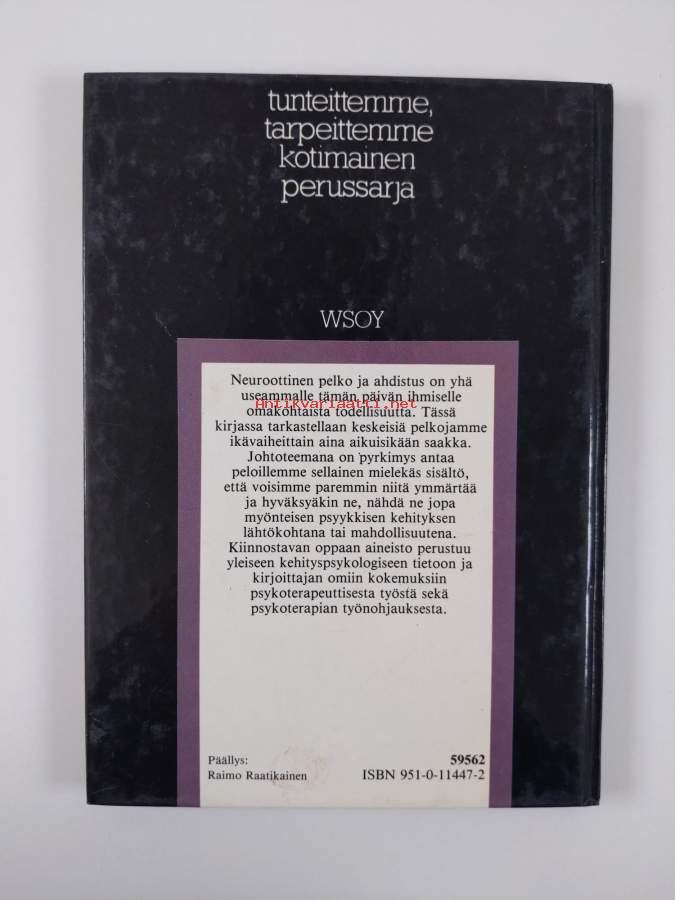 tunteittemme,
tarpeittemme
kotimainen
perussarja
WSOY
Neuroottinen pelko ja ahdistus on yhä
useammalle tämän päivän ihmiselle
Antikvariaatti.net
omakohtaista todellisuutta. Tässä
kirjassa tarkastellaan keskeisiä pelkojamme
ikävaiheittain aina aikuisikään saakka.
Johtoteemana on pyrkimys antaa
peloillemme sellainen mielekäs sisältö,
että voisimme paremmin niitä ymmärtää
ja hyväksyäkin ne, nähdä ne jopa
myönteisen psyykkisen kehityksen
lähtökohtana tai mahdollisuutena.
Kiinnostavan oppaan aineisto perustuu
yleiseen kehityspsykologiseen tietoon ja
kirjoittajan omiin kokemuksiin
psykoterapeuttisesta työstä sekä
psykoterapian työnohjauksesta.
Päällys:
Raimo Raatikainen
59562
ISBN 951-0-11447-2